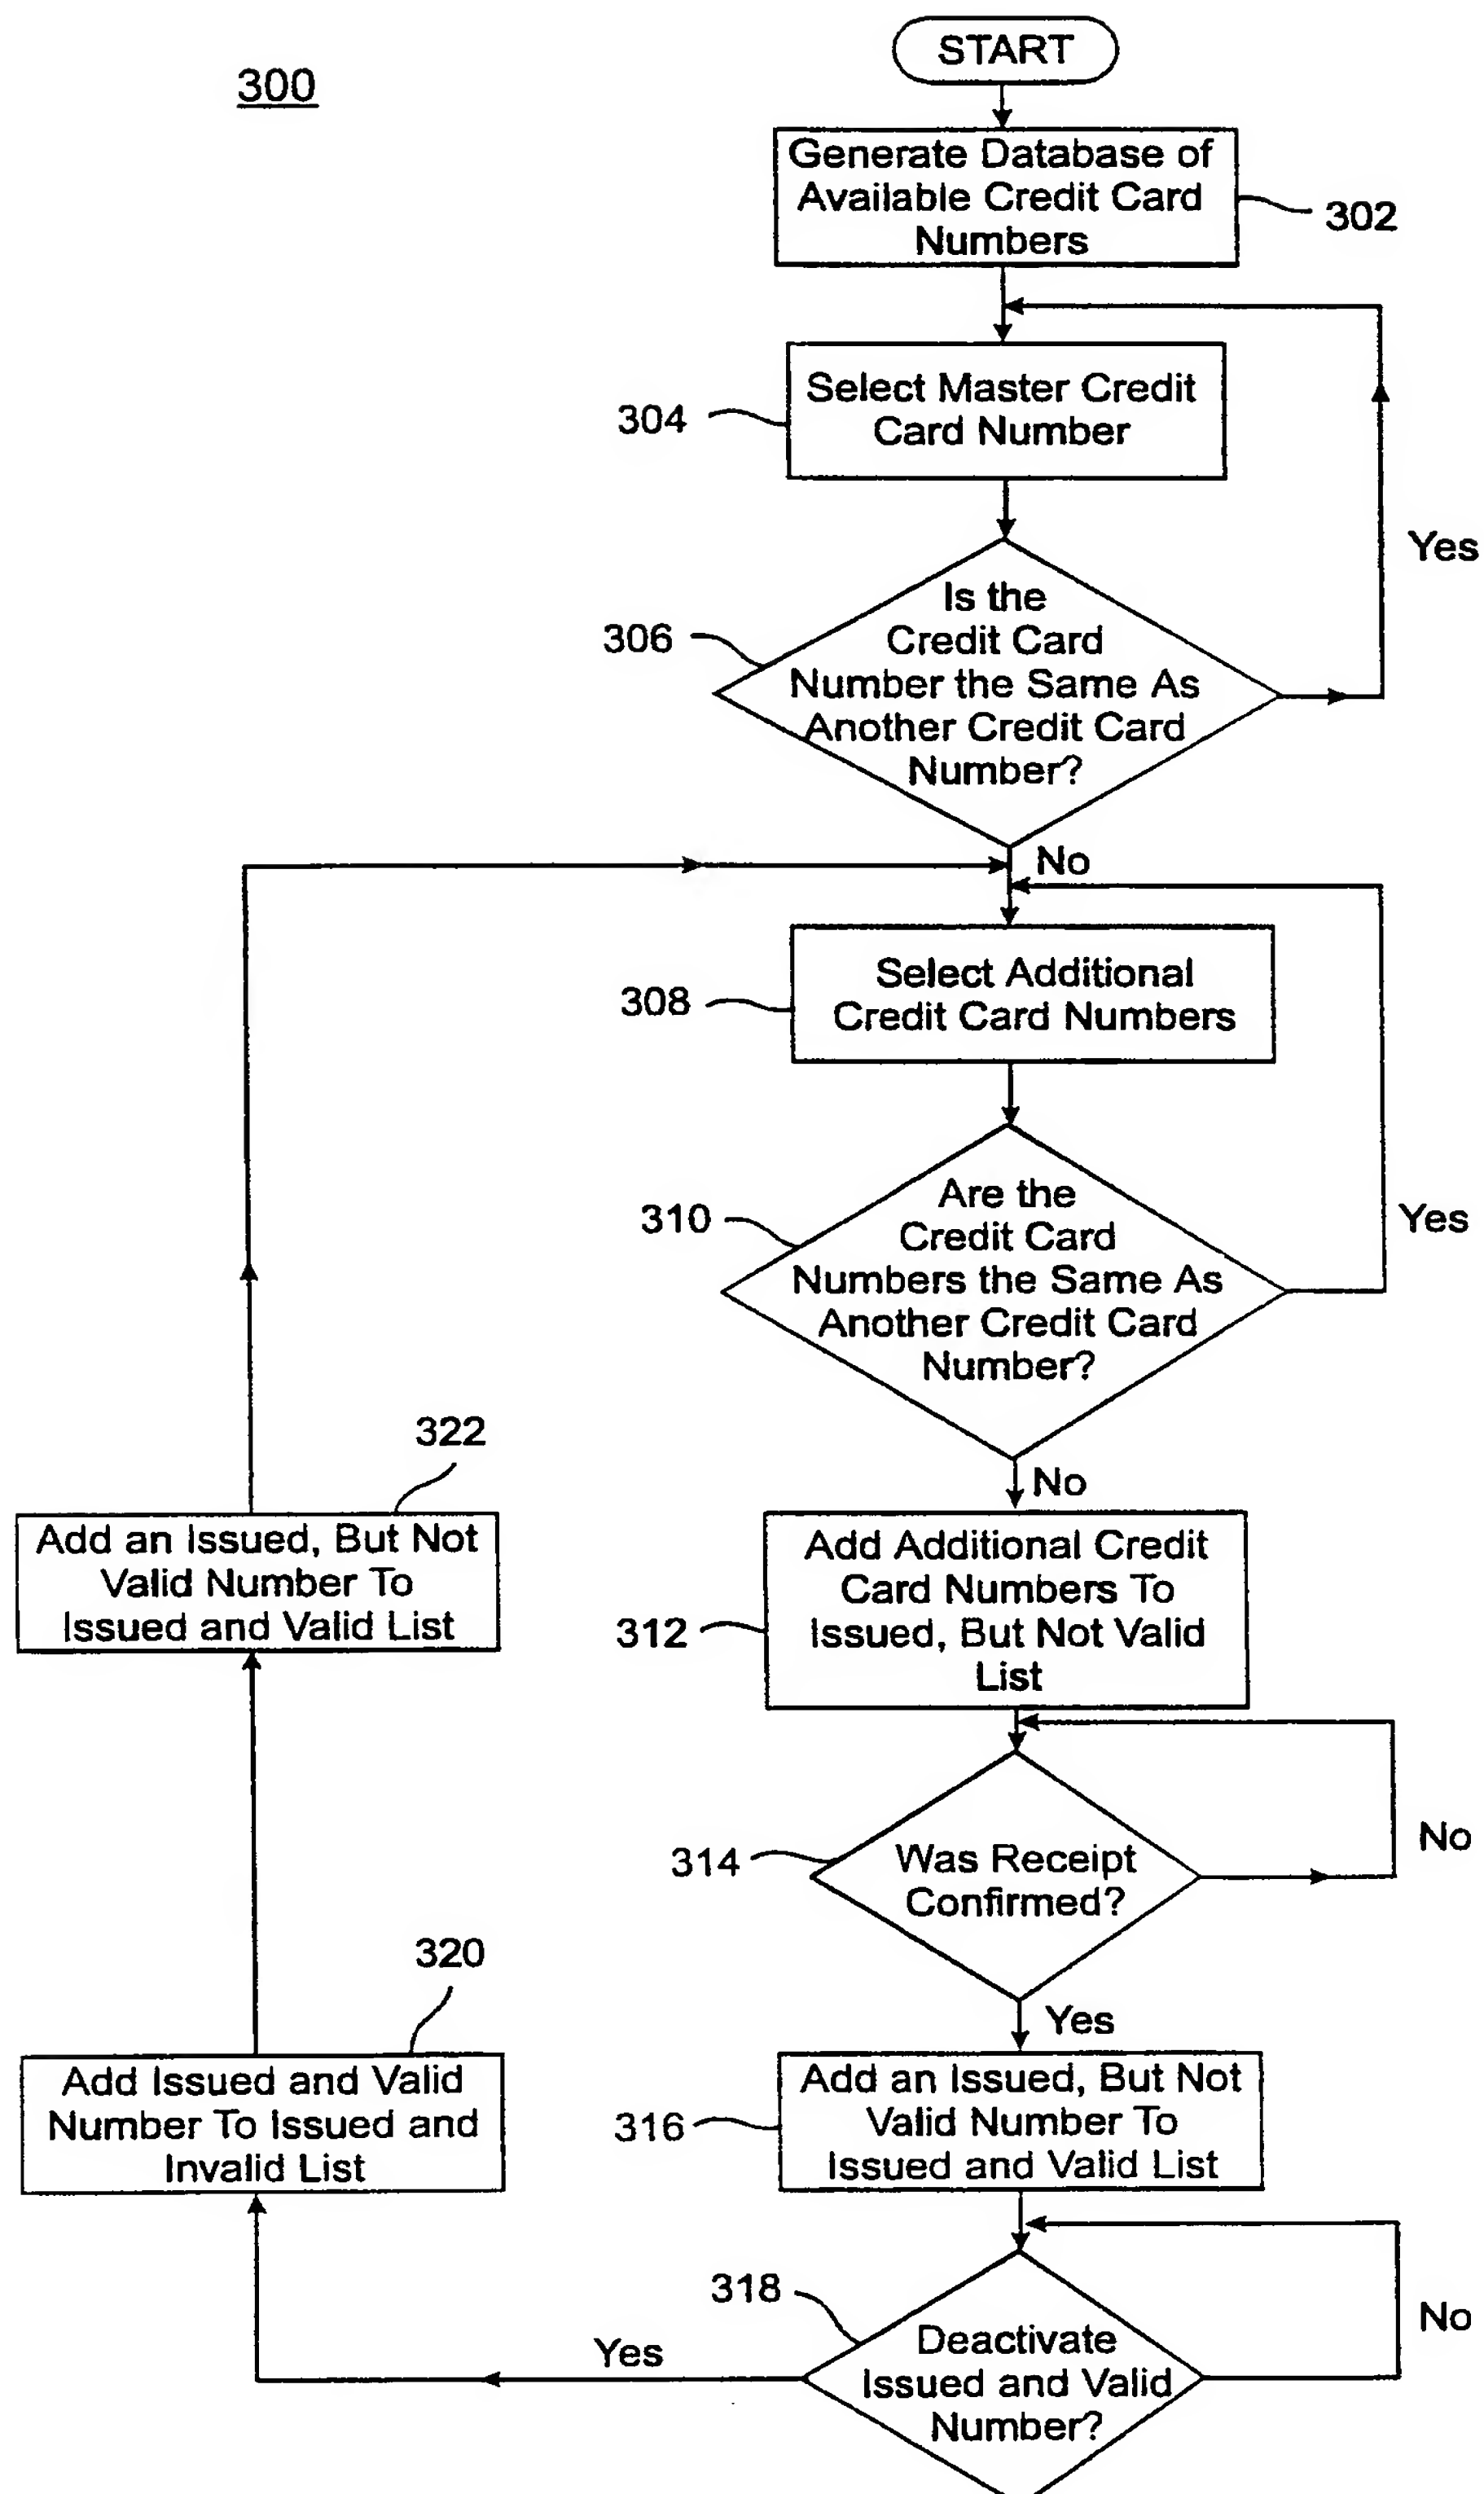 300
START
Generate Database of
Available Credit Card
Numbers
302
Select Master Credit
Card Number
304
Yes
Is the
Credit Card
Number the Same As
Another Credit Card
Number?
306
No
Select Additional
Credit Card Numbers
308
Are the
Credit Card
Numbers the Same As
Another Credit Card
Number?
310
Yes
No
322
Add an Issued, But Not
Valid Number To
Issued and Valid List
Add Additional Credit
Card Numbers To
Issued, But Not Valid
List
312
Was Receipt
Confirmed?
314
No
Yes
320
Add Issued and Valid
Number To Issued and
Invalid List
Add an Issued, But Not
Valid Number To
Issued and Valid List
316
318
Deactivate
Issued and Valid
Number?
No
Yes